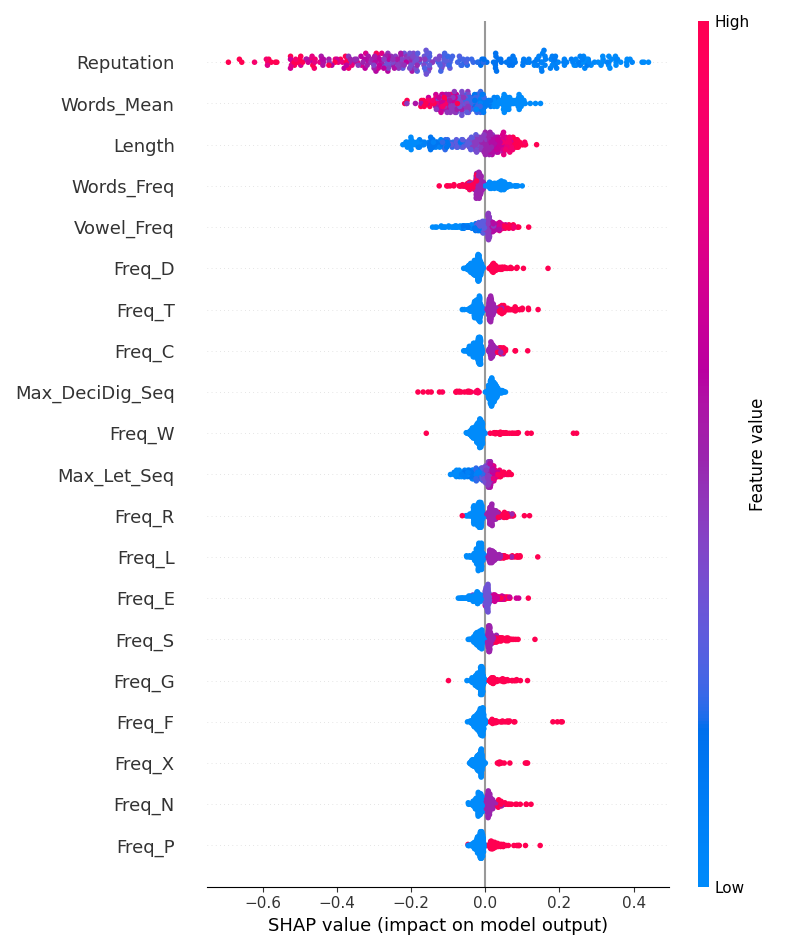 High
Reputation
Words_Mean
Length
Words_Freq
Vowel_Freq
Freq_D
Freq_T
Freq_C
Max_DeciDig_Seq
Freq_W
Max_Let_Seq
Freq_R
Freq_L
Freq_E
Freq_S
Freq_G
Freq_F
Freq_X
Freq_N
Freq_P
Feature value
Low
−0.6 −0.4 −0.2 0.0 0.2 0.4
SHAP value (impact on model output)